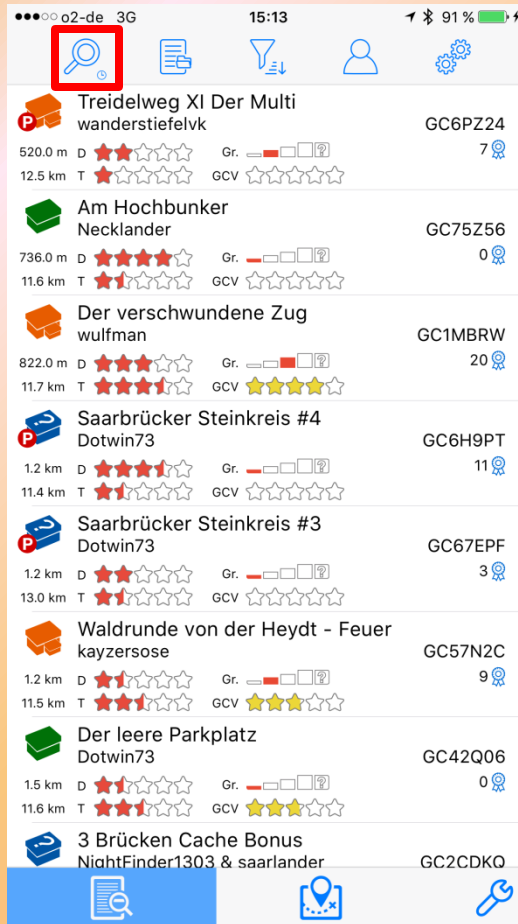 o2-de 3G 15:13 91 %
Treidelweg XI Der Multi
wanderstiefelvk GC6PZ24
P
520.0 m D Gr. ? 7
12.5 km T GCV
Am Hochbunker
Necklander GC75Z56
736.0 m D Gr. ? 0
11.6 km T GCV
Der verschwundene Zug
wulfman GC1MBRW
822.0 m D Gr. ? 20
11.7 km T GCV
Saarbrücker Steinkreis #4
? Dotwin73 GC6H9PT
P
1.2 km D Gr. ? 11
11.4 km T GCV
Saarbrücker Steinkreis #3
? Dotwin73 GC67EPF
P
1.2 km D Gr. ? 3
13.0 km T GCV
Waldrunde von der Heydt - Feuer
kayzersose GC57N2C
1.2 km D Gr. ? 9
11.5 km T GCV
Der leere Parkplatz
Dotwin73 GC42Q06
1.5 km D Gr. ? 0
11.6 km T GCV
3 Brücken Cache Bonus
? NightFinder1303 & saarlander GC2CDKQ